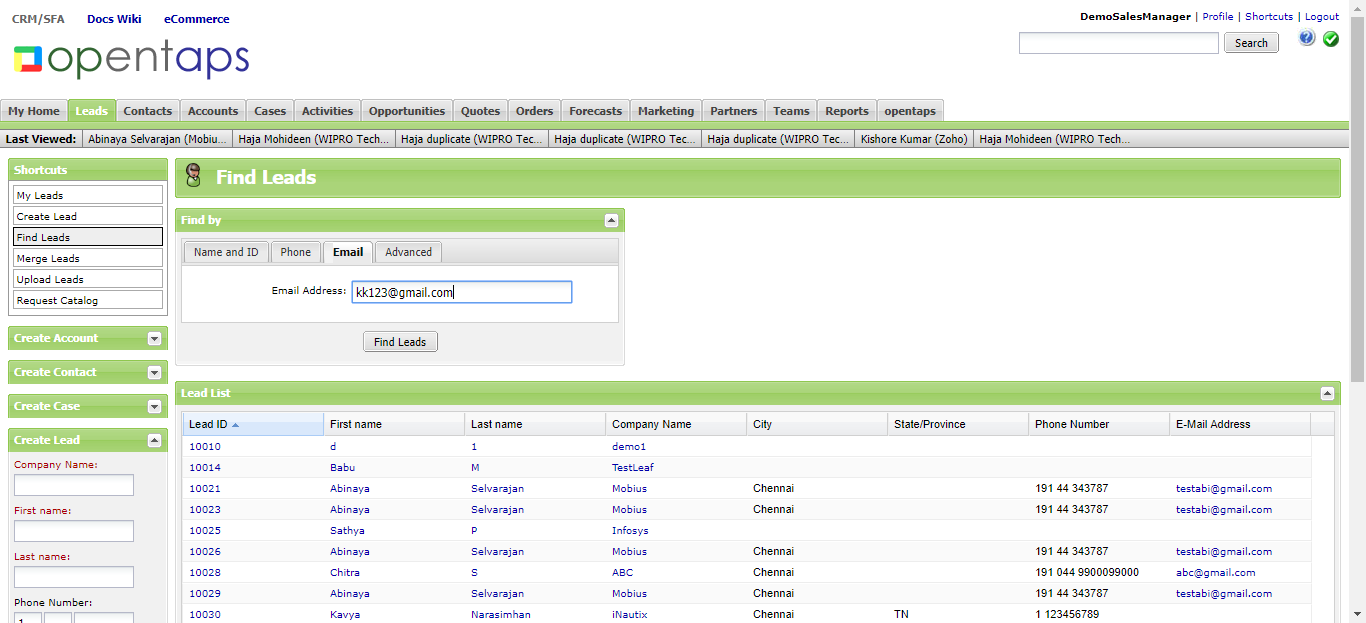 CRM/SFA Docs Wiki eCommerce
DemoSalesManager | Profile | Shortcuts | Logout
opentaps
Search
My Home Leads Contacts Accounts Cases Activities Opportunities Quotes Orders Forecasts Marketing Partners Teams Reports opentaps
Last Viewed: Abinaya Selvarajan (Mobiu... Haja Mohideen (WIPRO Tech... Haja duplicate (WIPRO Tec... Haja duplicate (WIPRO Tec... Haja duplicate (WIPRO Tec... Kishore Kumar (Zoho) Haja Mohideen (WIPRO Tech...
Shortcuts
My Leads
Create Lead
Find Leads
Merge Leads
Upload Leads
Request Catalog
Create Account
Create Contact
Create Case
Create Lead
Company Name:
First name:
Last name:
Phone Number:
1
Find Leads
Find by
Name and ID Phone Email Advanced
Email Address: kk123@gmail.com
Find Leads
Lead List
Lead ID First name Last name Company Name City State/Province Phone Number E-Mail Address
10010 d 1 demo1
10014 Babu M TestLeaf
10021 Abinaya Selvarajan Mobius Chennai 191 44 343787 testabi@gmail.com
10023 Abinaya Selvarajan Mobius Chennai 191 44 343787 testabi@gmail.com
10025 Sathya P Infosys
10026 Abinaya Selvarajan Mobius Chennai 191 44 343787 testabi@gmail.com
10028 Chitra S ABC Chennai 191 044 9900099000 abc@gmail.com
10029 Abinaya Selvarajan Mobius Chennai 191 44 343787 testabi@gmail.com
10030 Kavya Narasimhan iNautix Chennai TN 1 123456789